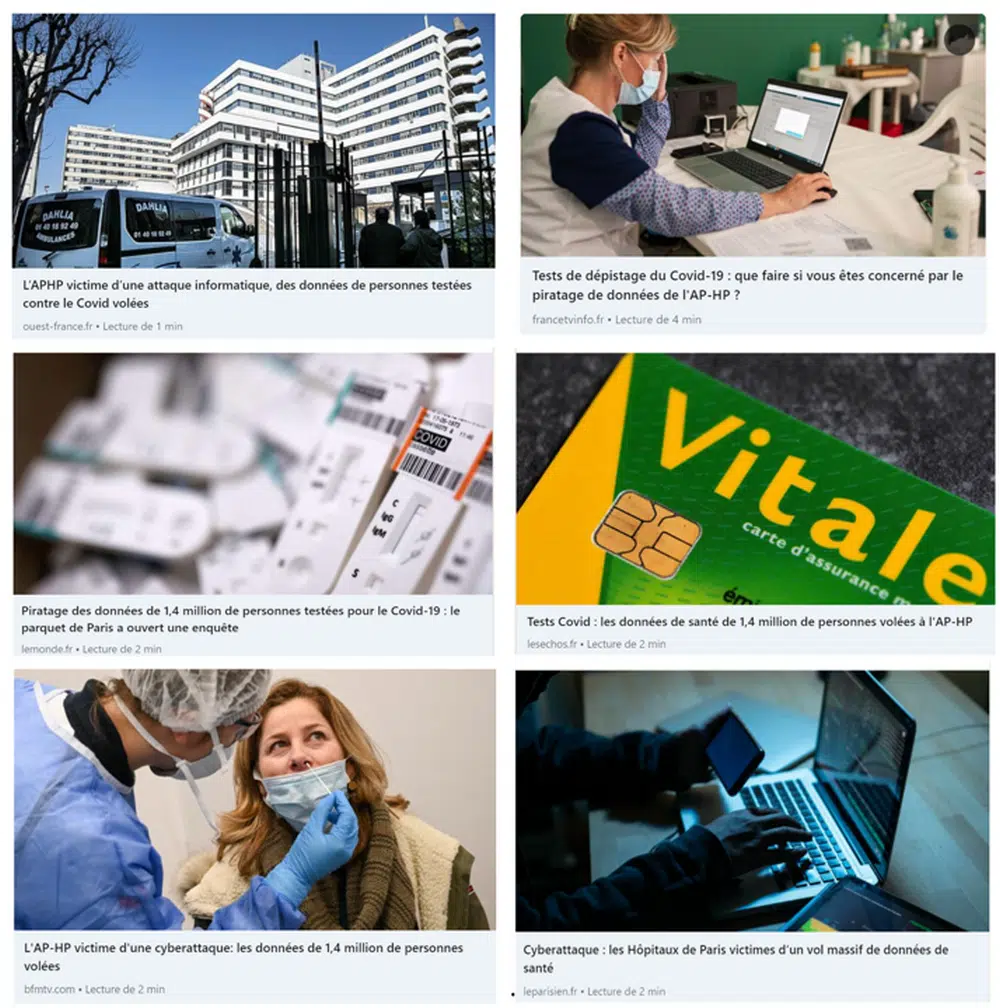 DAHLIA
01 48 18 92 49
AMBULANCES
DAHLIA
01 48 18 92 49
L'APHP victime d'une attaque informatique, des données de personnes testées
contre le Covid volées
ouest-france.fr • Lecture de 1 min
Tests de dépistage du Covid-19 : que faire si vous êtes concerné par le
piratage de données de l'AP-HP ?
francetvinfo.fr • Lecture de 4 min
COVID
C
IgG
IgM
S
Piratage des données de 1,4 million de personnes testées pour le Covid-19 : le
parquet de Paris a ouvert une enquête
lemonde.fr • Lecture de 2 min
Vitale
carte d'assurance m
émi
Tests Covid : les données de santé de 1,4 million de personnes volées à l'AP-HP
lesechos.fr • Lecture de 2 min
L'AP-HP victime d'une cyberattaque: les données de 1,4 million de personnes
volées
bfmtv.com • Lecture de 2 min
Cyberattaque : les Hôpitaux de Paris victimes d'un vol massif de données de
santé
leparisien.fr • Lecture de 2 min